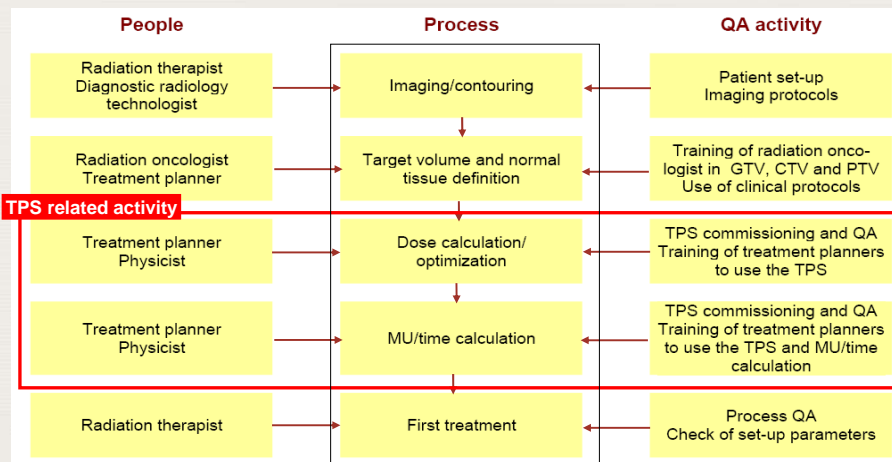 People
Process
QA activity
Radiation therapist
Diagnostic radiology
technologist
Imaging/contouring
Patient set-up
Imaging protocols
Radiation oncologist
Treatment planner
Target volume and normal
tissue definition
Training of radiation onco-
logist in GTV, CTV and PTV
Use of clinical protocols
TPS related activity
Treatment planner
Physicist
Dose calculation/
optimization
TPS commissioning and QA
Training of treatment planners
to use the TPS
Treatment planner
Physicist
MU/time calculation
TPS commissioning and QA
Training of treatment planners
to use the TPS and MU/time
calculation
Radiation therapist
First treatment
Process QA
Check of set-up parameters